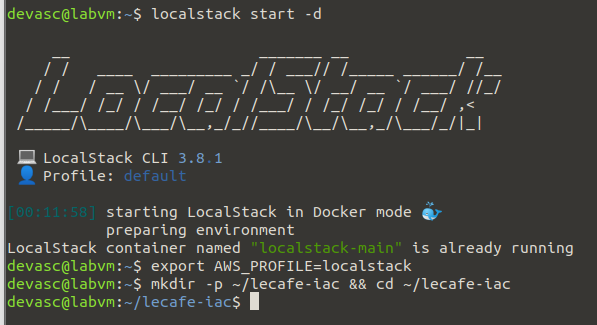 devasc@labvm:~$ localstack start -d
LocalStack
💻 LocalStack CLI 3.8.1
👤 Profile: default
[00:11:58] starting LocalStack in Docker mode 🐳
preparing environment
LocalStack container named "localstack-main" is already running
devasc@labvm:~$ export AWS_PROFILE=localstack
devasc@labvm:~$ mkdir -p ~/lecafe-iac && cd ~/lecafe-iac
devasc@labvm:~/lecafe-iac$